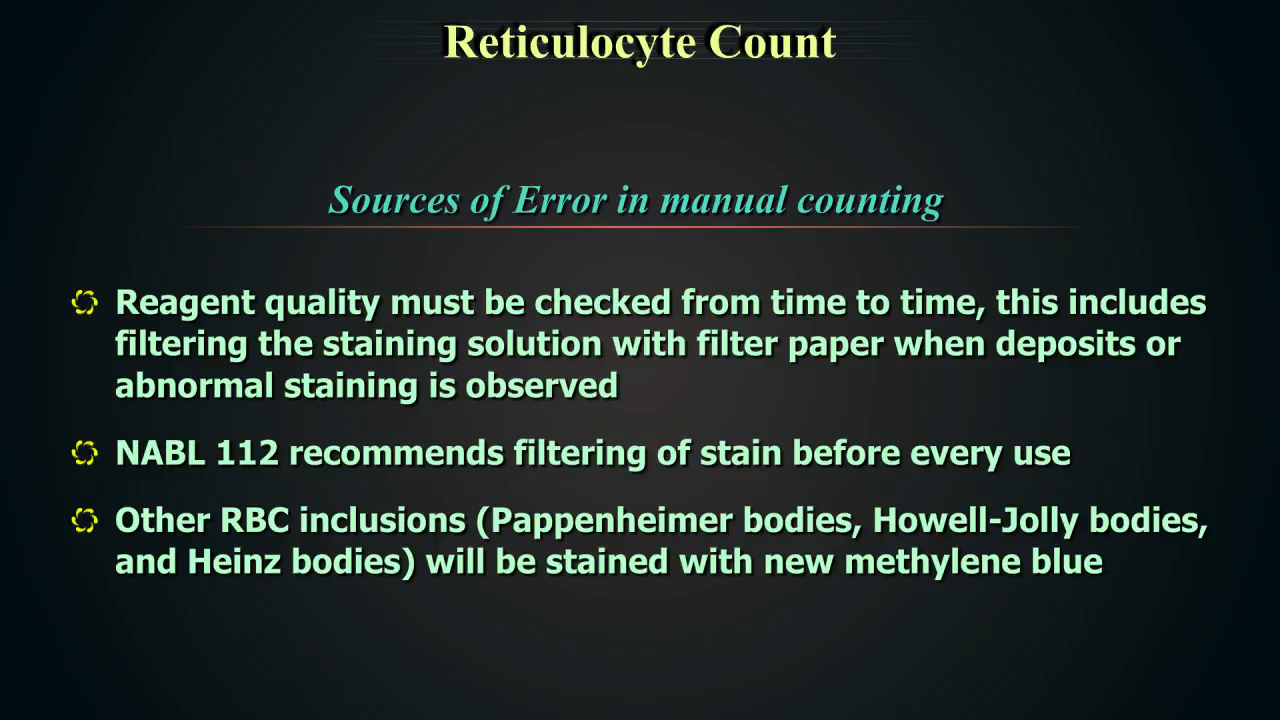 Reticulocyte Count
Sources of Error in manual counting
Reagent quality must be checked from time to time, this includes
filtering the staining solution with filter paper when deposits or
abnormal staining is observed
NABL 112 recommends filtering of stain before every use
Other RBC inclusions (Pappenheimer bodies, Howell-Jolly bodies,
and Heinz bodies) will be stained with new methylene blue